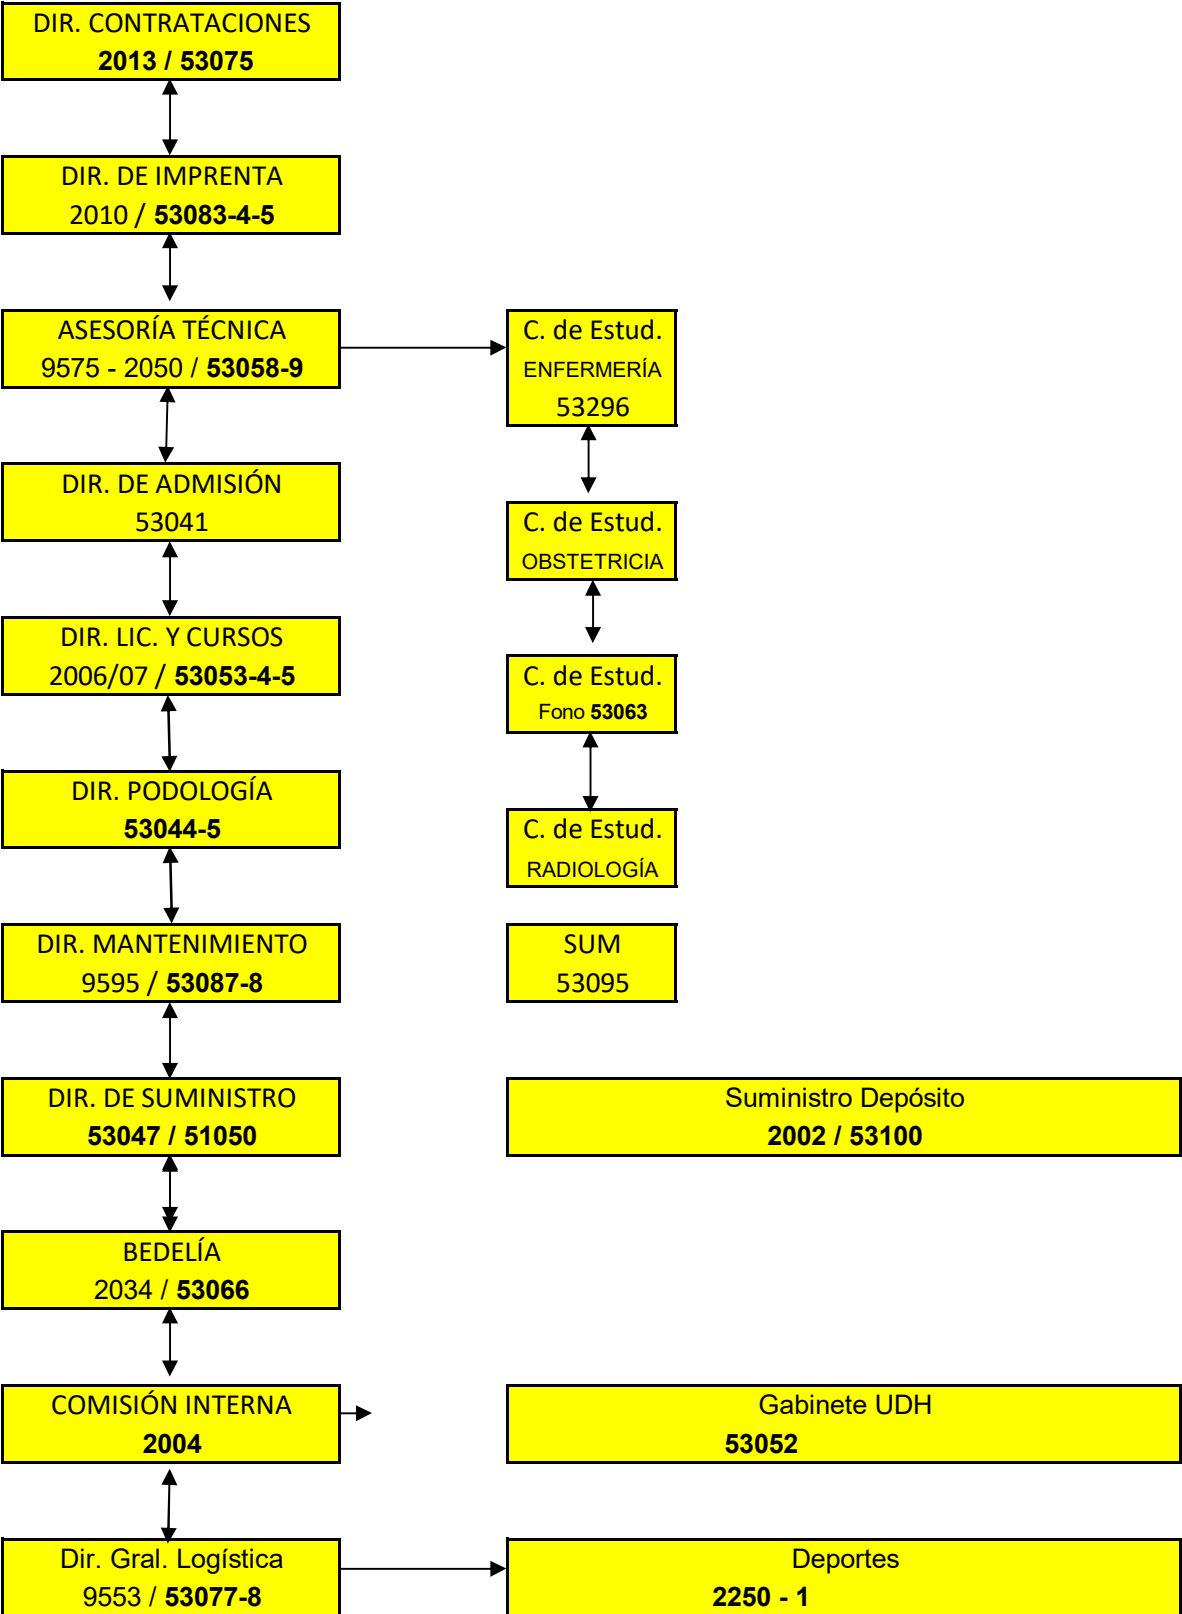 DIR. CONTRATACIONES
2013 / 53075
DIR. DE IMPRENTA
2010 / 53083-4-5
ASESORÍA TÉCNICA
9575 - 2050 / 53058-9
C. de Estud.
ENFERMERÍA
53296
DIR. DE ADMISIÓN
53041
C. de Estud.
OBSTETRICIA
DIR. LIC. Y CURSOS
2006/07 / 53053-4-5
C. de Estud.
Fono 53063
DIR. PODOLOGÍA
53044-5
C. de Estud.
RADIOLOGÍA
DIR. MANTENIMIENTO
9595 / 53087-8
SUM
53095
DIR. DE SUMINISTRO
53047 / 51050
Suministro Depósito
2002 / 53100
BEDELÍA
2034 / 53066
COMISIÓN INTERNA
2004
Gabinete UDH
53052
Dir. Gral. Logística
9553 / 53077-8
Deportes
2250 - 1